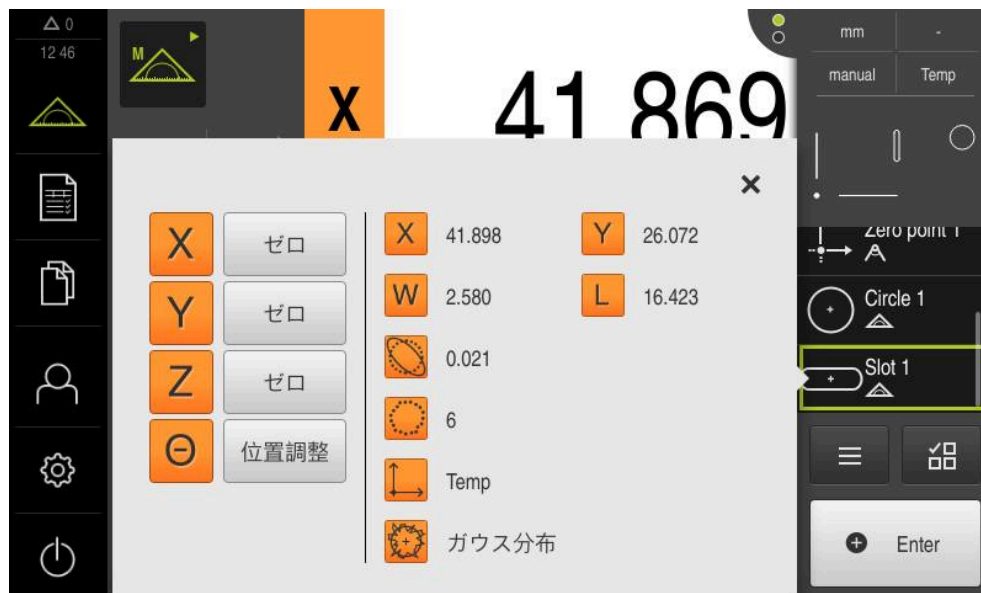 0
12 46
M
X
41 869
mm
-
manual
Temp
Zero point 1
Circle 1
Slot 1
Enter
X
ゼロ
Y
ゼロ
Z
ゼロ
Θ
位置調整
X
41.898
Y
26.072
W
2.580
L
16.423
0.021
6
Temp
ガウス分布